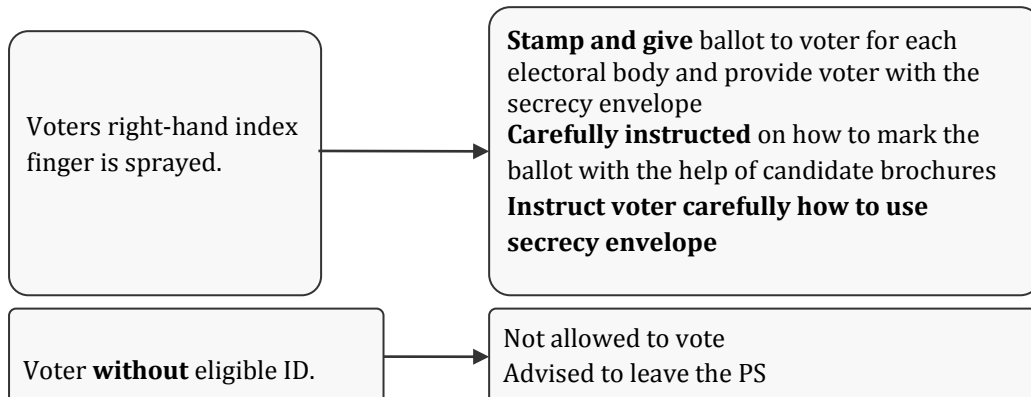 Voters right-hand index
finger is sprayed.
Stamp and give ballot to voter for each
electoral body and provide voter with the
secrecy envelope
Carefully instructed on how to mark the
ballot with the help of candidate brochures
Instruct voter carefully how to use
secrecy envelope
Voter without eligible ID.
Not allowed to vote
Advised to leave the PS